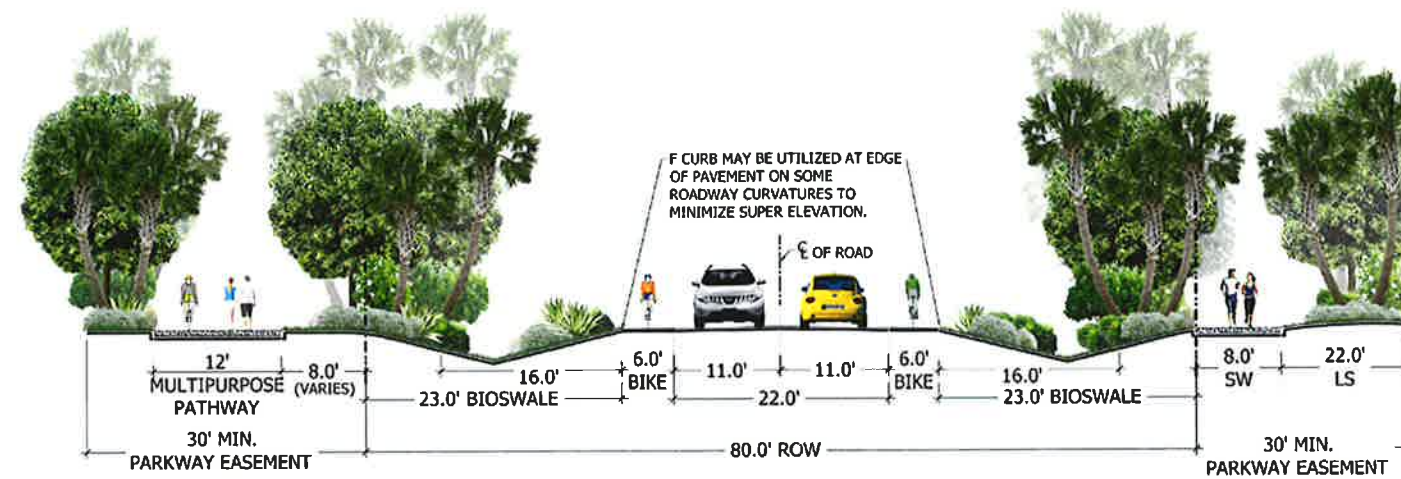 F CURB MAY BE UTILIZED AT EDGE
OF PAVEMENT ON SOME
ROADWAY CURVATURES TO
MINIMIZE SUPER ELEVATION.
℄ OF ROAD
12'
MULTIPURPOSE
PATHWAY
8.0'
(VARIES)
16.0'
23.0' BIOSWALE
6.0'
BIKE
11.0'
11.0'
22.0'
6.0'
BIKE
16.0'
23.0' BIOSWALE
8.0'
SW
22.0'
LS
30' MIN.
PARKWAY EASEMENT
80.0' ROW
30' MIN.
PARKWAY EASEMENT